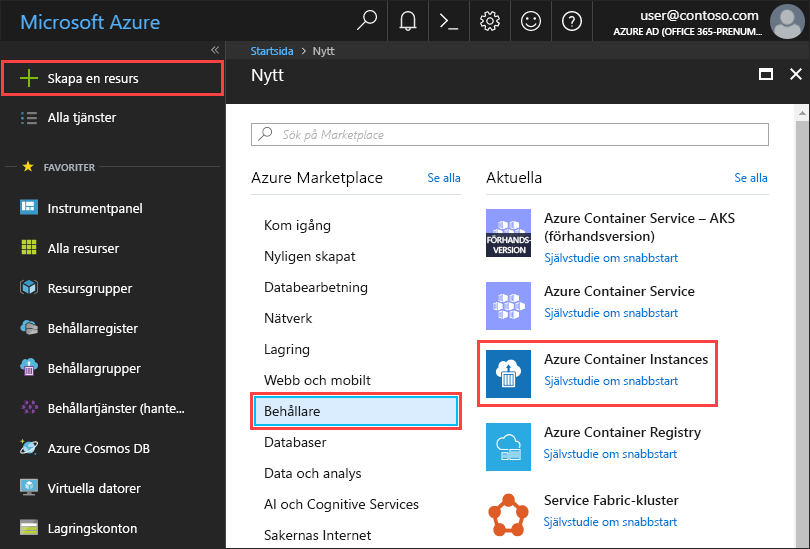 Microsoft Azure
user@contoso.com
AZURE AD (OFFICE 365-PRENUM...
Skapa en resurs
Alla tjänster
FAVORITER
Instrumentpanel
Alla resurser
Resursgrupper
Behållarregister
Behållargrupper
Behållartjänster (hante...
Azure Cosmos DB
Virtuella datorer
Lagringskonton
Startsida > Nytt
Nytt
Sök på Marketplace
Azure Marketplace
Se alla
Kom igång
Nyligen skapat
Databearbetning
Nätverk
Lagring
Webb och mobilt
Behållare
Databaser
Data och analys
AI och Cognitive Services
Sakernas Internet
Aktuella
Se alla
FÖRHANDS-
VERSION
Azure Container Service – AKS
(förhandsversion)
Självstudie om snabbstart
Azure Container Service
Självstudie om snabbstart
Azure Container Instances
Självstudie om snabbstart
Azure Container Registry
Självstudie om snabbstart
Service Fabric-kluster
Självstudie om snabbstart